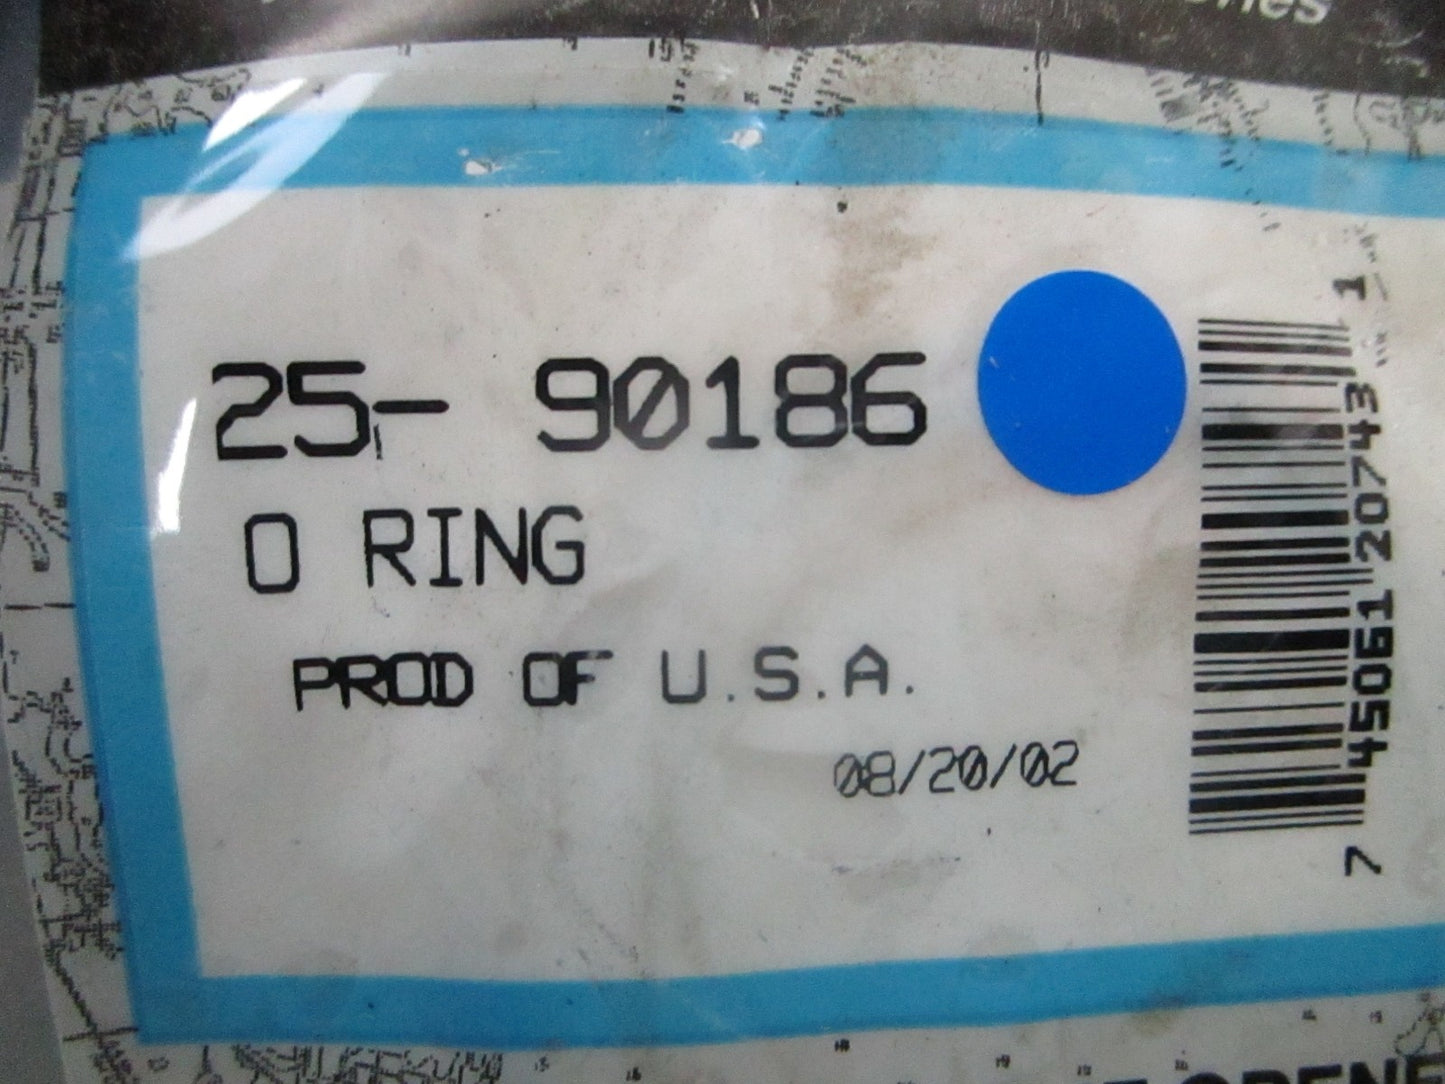 25- 90186
O RING
PROD OF U.S.A.
08/20/02
7 45061 20743 1